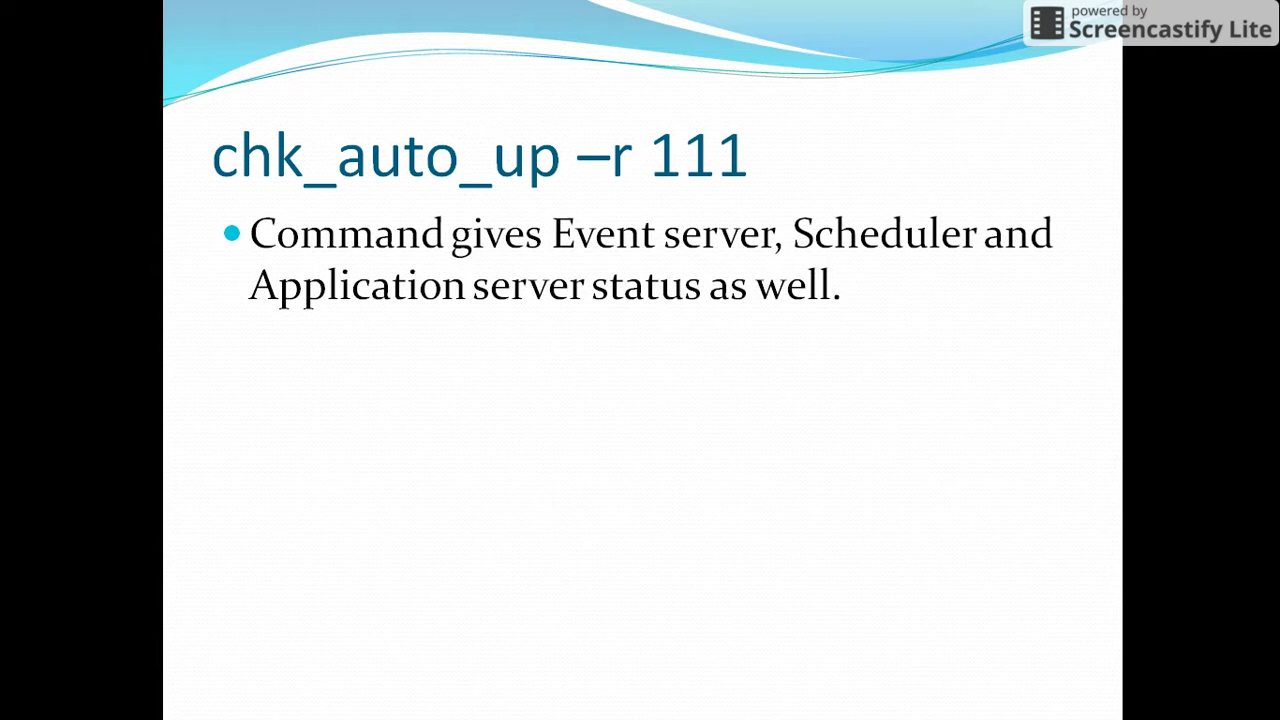 powered by
Screencastify Lite
chk_auto_up –r 111
Command gives Event server, Scheduler and
Application server status as well.